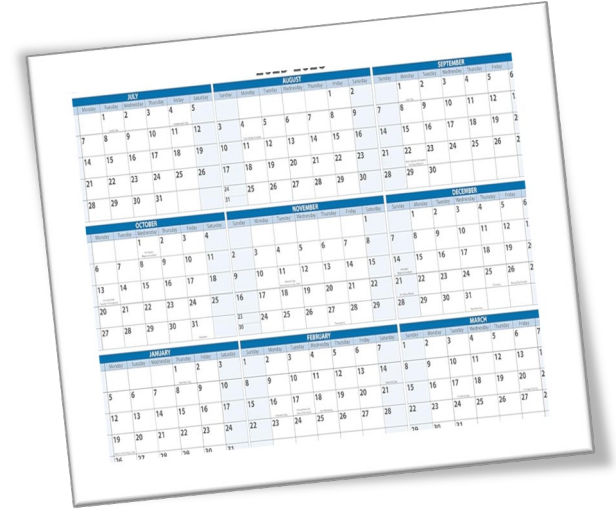 JULY
Monday Tuesday Wednesday Thursday Friday Saturday
1 2 3 4 5
7 8 9 10 11 12
14 15 16 17 18 19
21 22 23 24 25 26
28 29 30 31
AUGUST
Sunday Monday Tuesday Wednesday Thursday Friday Saturday
1 2
3 4 5 6 7 8 9
10 11 12 13 14 15 16
17 18 19 20 21 22 23
24 25 26 27 28 29 30
31
SEPTEMBER
Sunday Monday Tuesday Wednesday Thursday Friday
1 2 3 4 5 6
7 8 9 10 11 12
14 15 16 17 18 19
21 22 23 24 25 26
28 29 30
OCTOBER
Monday Tuesday Wednesday Thursday Friday Saturday
1 2 3 4
6 7 8 9 10 11
13 14 15 16 17 18
20 21 22 23 24 25
27 28 29 30 31
NOVEMBER
Sunday Monday Tuesday Wednesday Thursday Friday Saturday
1
2 3 4 5 6 7 8
9 10 11 12 13 14 15
16 17 18 19 20 21 22
23 24 25 26 27 28 29
30
DECEMBER
Sunday Monday Tuesday Wednesday Thursday Friday
1 2 3 4 5 6
7 8 9 10 11 12
14 15 16 17 18 19
21 22 23 24 25 26
28 29 30 31
JANUARY
Monday Tuesday Wednesday Thursday Friday Saturday
1 2 3
5 6 7 8 9 10
12 13 14 15 16 17
19 20 21 22 23 24
26 27 28 29 30 31
FEBRUARY
Sunday Monday Tuesday Wednesday Thursday Friday Saturday
1 2 3 4 5 6 7
8 9 10 11 12 13 14
15 16 17 18 19 20 21
22 23 24 25 26 27 28
MARCH
Sunday Monday Tuesday Wednesday Thursday Friday
1 2 3 4 5 6 7
8 9 10 11 12 13
15 16 17 18 19 20
22 23 24 25 26 27
29 30 31